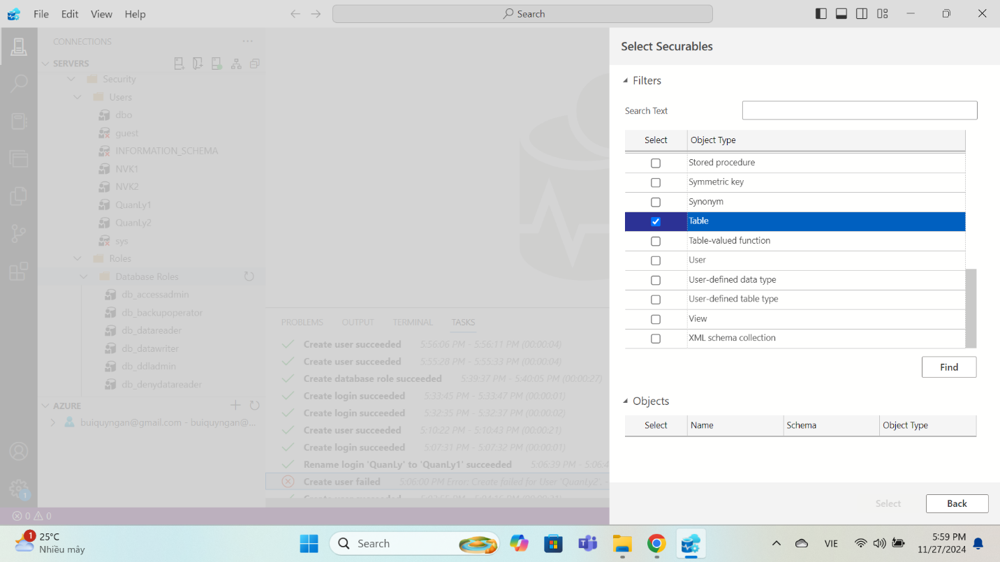 File Edit View Help
Search
CONNECTIONS
SERVERS
Security
Users
dbo
guest
INFORMATION_SCHEMA
NVK1
NVK2
QuanLy1
QuanLy2
sys
Roles
Database Roles
db_accessadmin
db_backupoperator
db_datareader
db_datawriter
db_ddladmin
db_denydatareader
AZURE
buiquyngan@gmail.com - buiquyngan@...
PROBLEMS OUTPUT TERMINAL TASKS
Create user succeeded 5:56:06 PM - 5:56:11 PM (00:00:04)
Create user succeeded 5:55:28 PM - 5:55:33 PM (00:00:04)
Create database role succeeded 5:39:37 PM - 5:40:05 PM (00:00:27)
Create login succeeded 5:33:45 PM - 5:33:47 PM (00:00:01)
Create login succeeded 5:32:35 PM - 5:32:37 PM (00:00:02)
Create user succeeded 5:10:22 PM - 5:10:43 PM (00:00:21)
Create login succeeded 5:07:31 PM - 5:07:32 PM (00:00:01)
Rename login 'QuanLy' to 'QuanLy1' succeeded 5:06:39 PM - 5:06:4
Create user failed 5:06:00 PM Error: Create failed for User 'QuanLy2'. -
Select Securables
Filters
Search Text
Select Object Type
Stored procedure
Symmetric key
Synonym
Table
Table-valued function
User
User-defined data type
User-defined table type
View
XML schema collection
Find
Objects
Select Name Schema Object Type
Select Back
1
0 0
1
25°C
Nhiều mây
Search
VIE
5:59 PM
11/27/2024